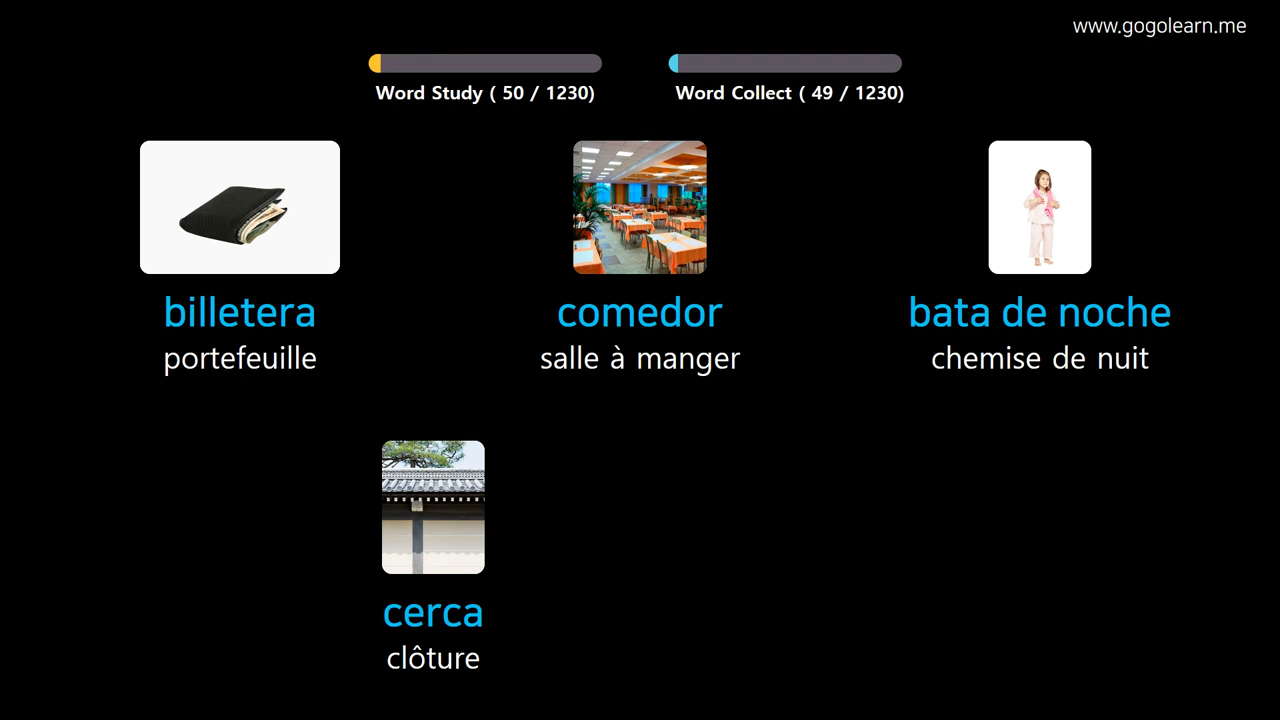 www.gogolearn.me
Word Study ( 50 / 1230)
Word Collect ( 49 / 1230)
billetera
portefeuille
comedor
salle à manger
bata de noche
chemise de nuit
cerca
clôture